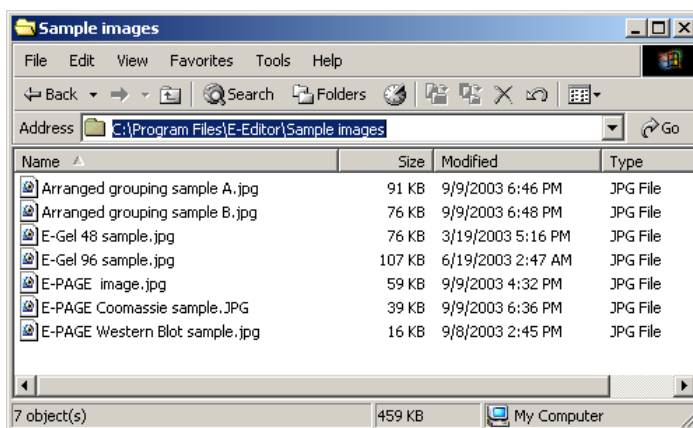 Sample images
File Edit View Favorites Tools Help
Back Search Folders
Address C:\Program Files\E-Editor\Sample images Go
Name Size Modified Type
Arranged grouping sample A.jpg 91 KB 9/9/2003 6:46 PM JPG File
Arranged grouping sample B.jpg 76 KB 9/9/2003 6:48 PM JPG File
E-Gel 48 sample.jpg 76 KB 3/19/2003 5:16 PM JPG File
E-Gel 96 sample.jpg 107 KB 6/19/2003 2:47 AM JPG File
E-PAGE  image.jpg 59 KB 9/9/2003 4:32 PM JPG File
E-PAGE Coomassie sample.JPG 39 KB 9/9/2003 6:36 PM JPG File
E-PAGE Western Blot sample.jpg 16 KB 9/8/2003 2:45 PM JPG File
7 object(s) 459 KB My Computer